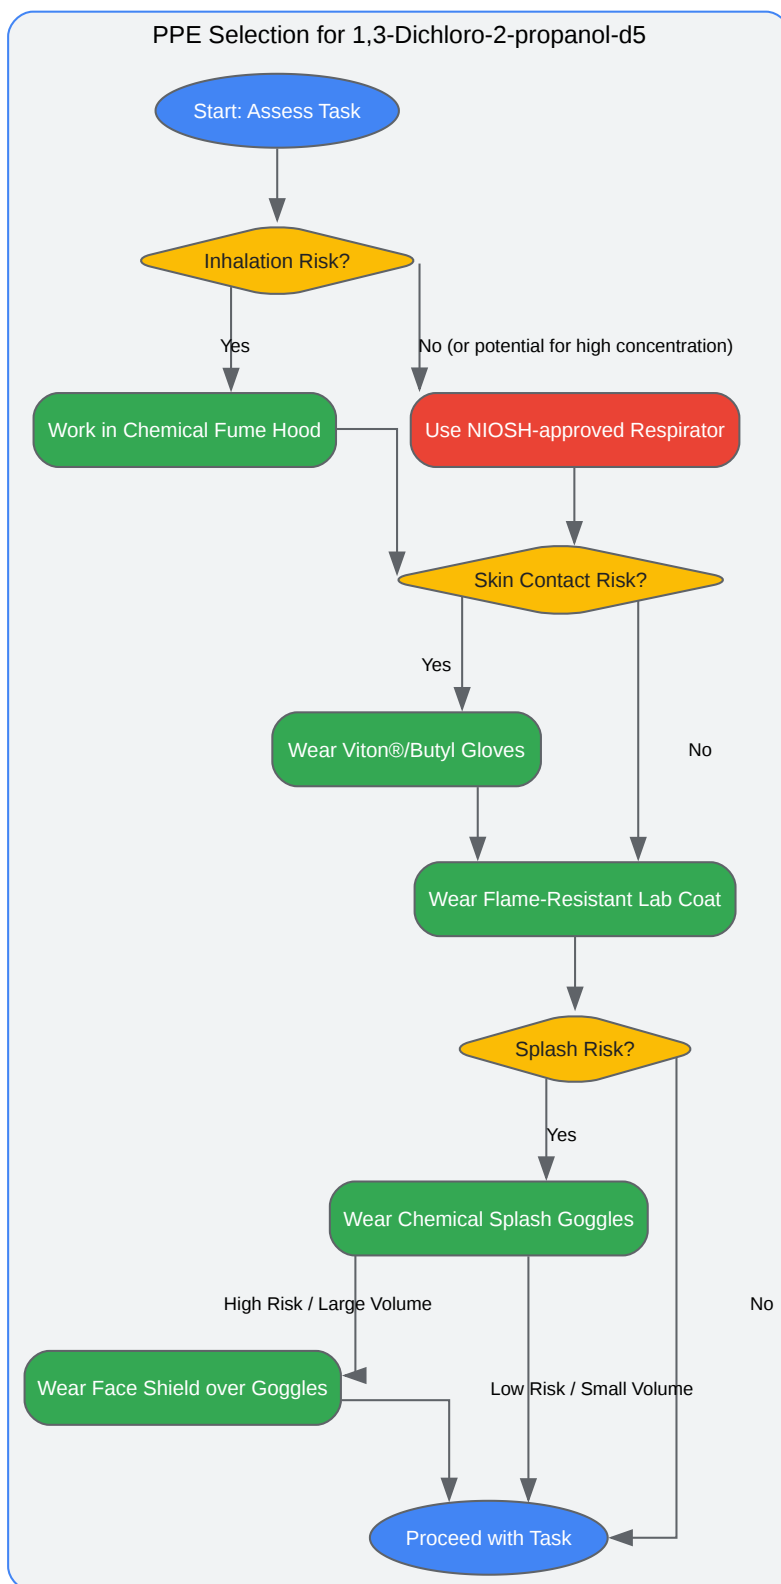 PPE Selection for 1,3-Dichloro-2-propanol-d5
Start: Assess Task
Inhalation Risk?
Yes
No (or potential for high concentration)
Work in Chemical Fume Hood
Use NIOSH-approved Respirator
Skin Contact Risk?
Yes
Wear Viton®/Butyl Gloves
No
Wear Flame-Resistant Lab Coat
Splash Risk?
Yes
Wear Chemical Splash Goggles
High Risk / Large Volume
No
Wear Face Shield over Goggles
Low Risk / Small Volume
Proceed with Task